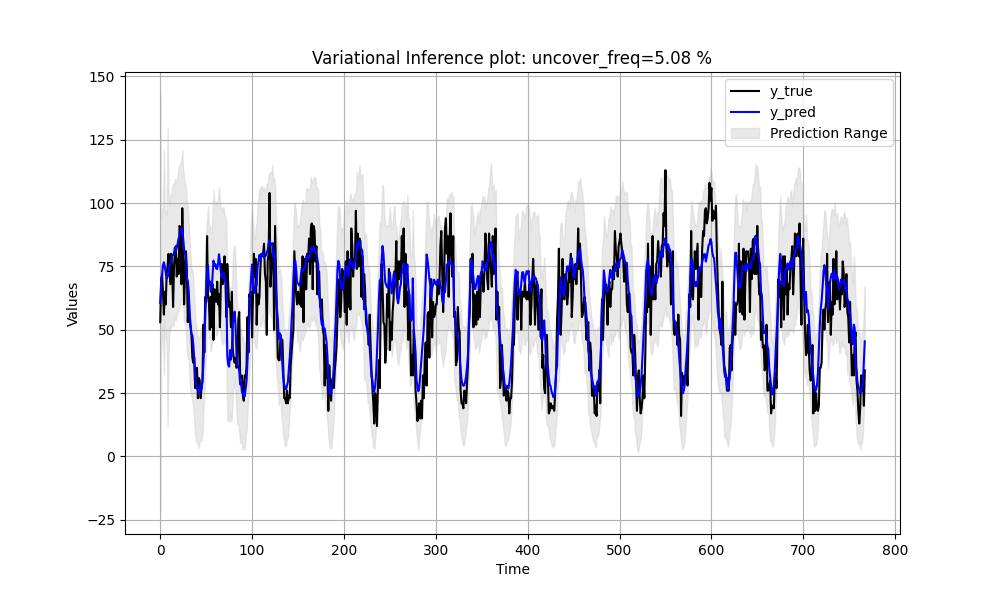 Variational Inference plot: uncover_freq=5.08 %
150
125
100
75
50
25
0
−25
Values
y_true
y_pred
Prediction Range
0 100 200 300 400 500 600 700 800
Time